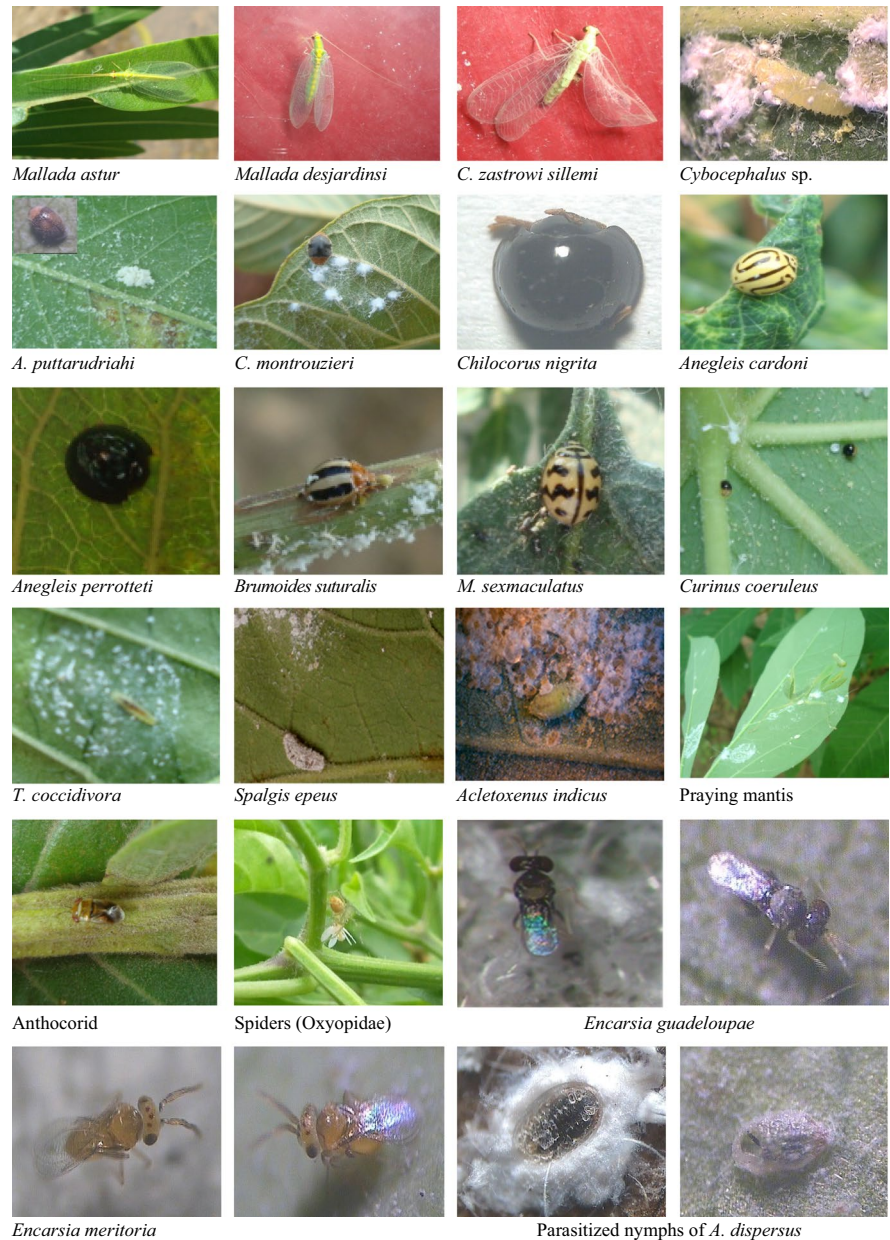 Mallada astur
Mallada desjardinsi
C. zastrowi sillemi
Cybocephalus sp.
A. puttarudriahi
C. montrouzieri
Chilocorus nigrita
Anegleis cardoni
Anegleis perrotteti
Brumoides suturalis
M. sexmaculatus
Curinus coeruleus
T. coccidivora
Spalgis epeus
Acletoxenus indicus
Praying mantis
Anthocorid
Spiders (Oxyopidae)
Encarsia guadeloupae
Encarsia meritoria
Parasitized nymphs of A. dispersus